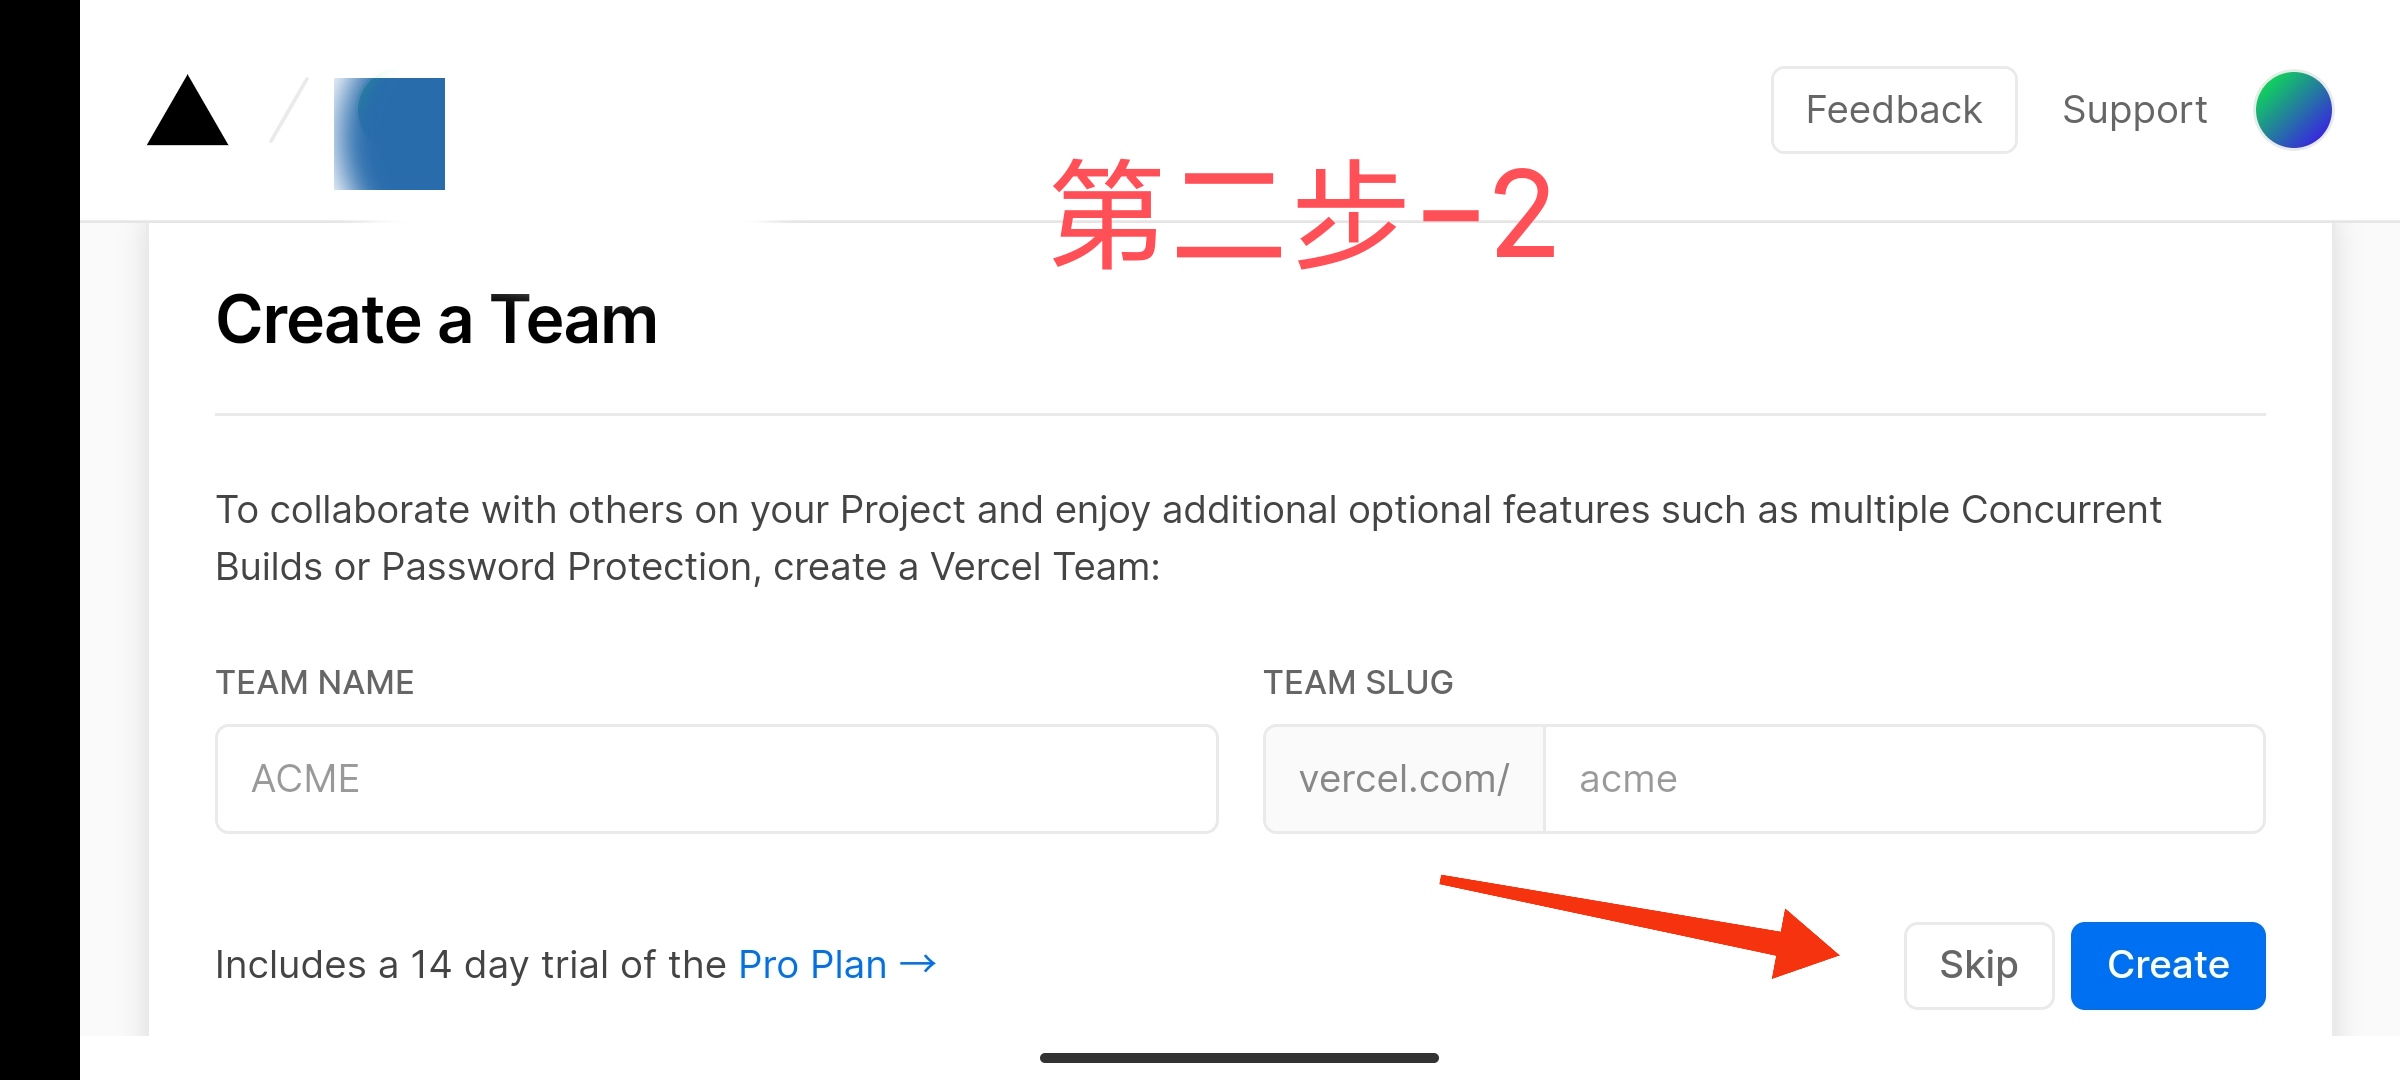 Feedback
Support
第二步-2
Create a Team
To collaborate with others on your Project and enjoy additional optional features such as multiple Concurrent
Builds or Password Protection, create a Vercel Team:
TEAM NAME
TEAM SLUG
ACME
vercel.com/
acme
Includes a 14 day trial of the Pro Plan →
Skip
Create